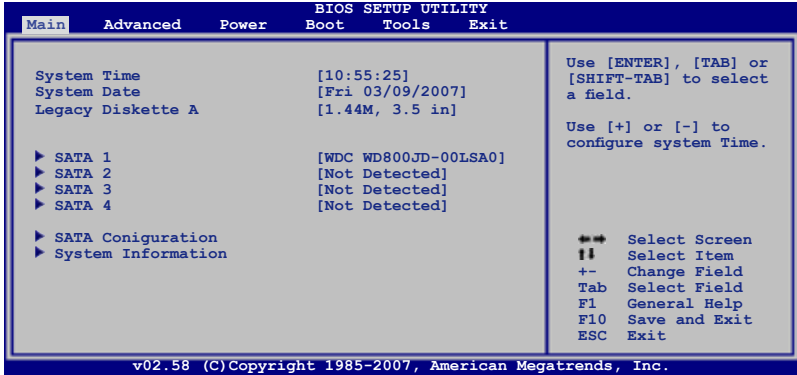 BIOS SETUP UTILITY
Main Advanced Power Boot Tools Exit
System Time [10:55:25]
System Date [Fri 03/09/2007]
Legacy Diskette A [1.44M, 3.5 in]
SATA 1 [WDC WD800JD-00LSA0]
SATA 2 [Not Detected]
SATA 3 [Not Detected]
SATA 4 [Not Detected]
SATA Coniguration
System Information
Use [ENTER], [TAB] or
[SHIFT-TAB] to select
a field.
Use [+] or [-] to
configure system Time.
Select Screen
Select Item
+- Change Field
Tab Select Field
F1 General Help
F10 Save and Exit
ESC Exit
v02.58 (C)Copyright 1985-2007, American Megatrends, Inc.